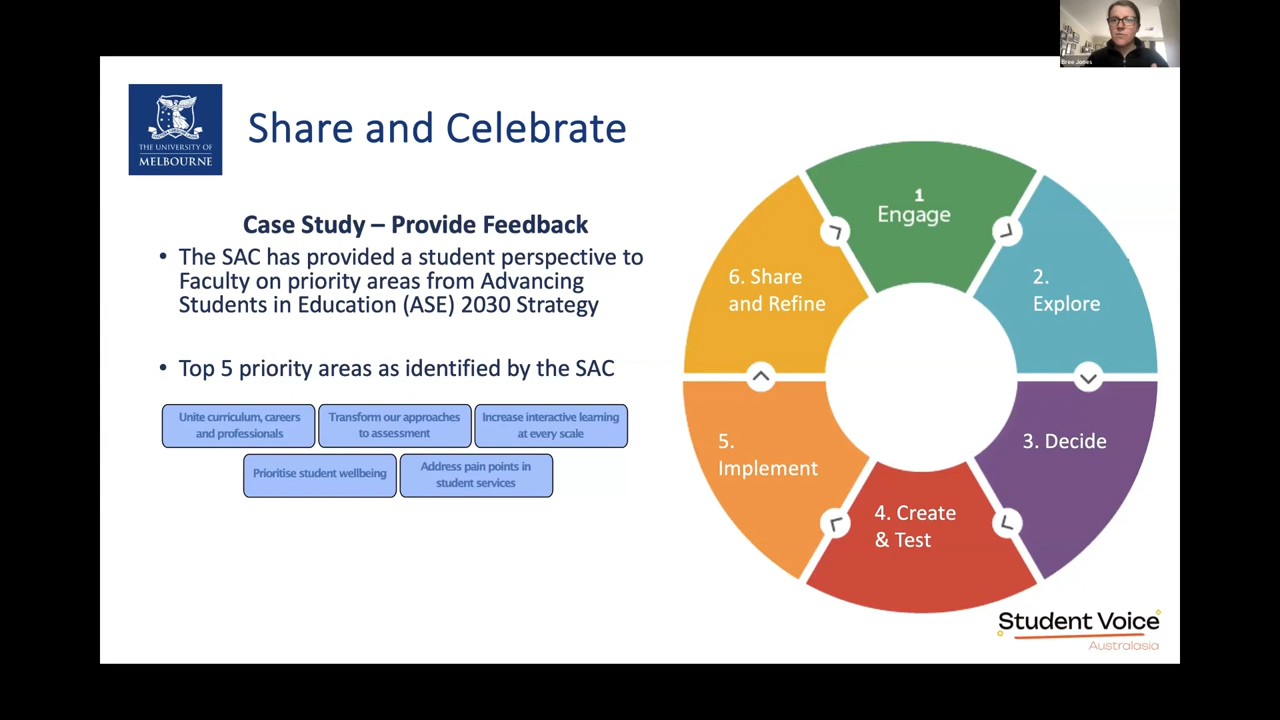 Bree Jones
THE UNIVERSITY OF
MELBOURNE
Share and Celebrate
Case Study – Provide Feedback
• The SAC has provided a student perspective to
Faculty on priority areas from Advancing
Students in Education (ASE) 2030 Strategy
• Top 5 priority areas as identified by the SAC
Unite curriculum, careers
and professionals
Transform our approaches
to assessment
Increase interactive learning
at every scale
Prioritise student wellbeing
Address pain points in
student services
1
Engage
2.
Explore
3. Decide
4. Create
& Test
5.
Implement
6. Share
and Refine
Student Voice
Australasia